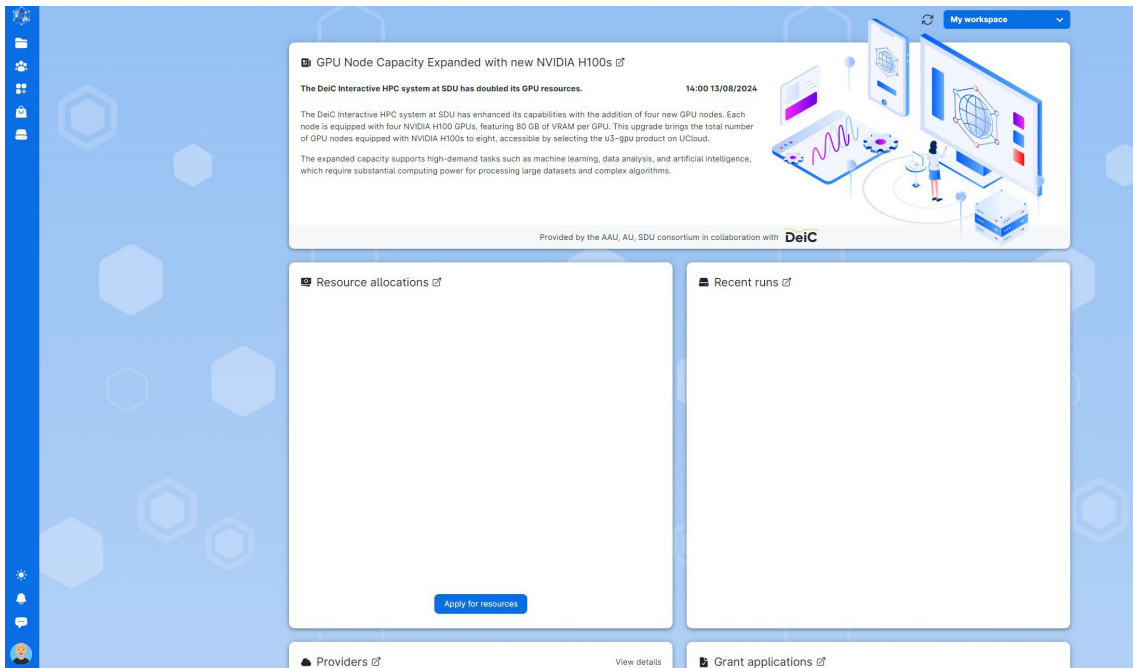 My workspace
GPU Node Capacity Expanded with new NVIDIA H100s
The DeiC Interactive HPC system at SDU has doubled its GPU resources. 14:00 13/08/2024
The DeiC Interactive HPC system at SDU has enhanced its capabilities with the addition of four new GPU nodes. Each
node is equipped with four NVIDIA H100 GPUs, featuring 80 GB of VRAM per GPU. This upgrade brings the total number
of GPU nodes equipped with NVIDIA H100s to eight, accessible by selecting the u3-gpu product on UCloud.
The expanded capacity supports high-demand tasks such as machine learning, data analysis, and artificial intelligence,
which require substantial computing power for processing large datasets and complex algorithms.
Provided by the AAU, AU, SDU consortium in collaboration with DeiC
Resource allocations
Apply for resources
Recent runs
Providers View details
Grant applications